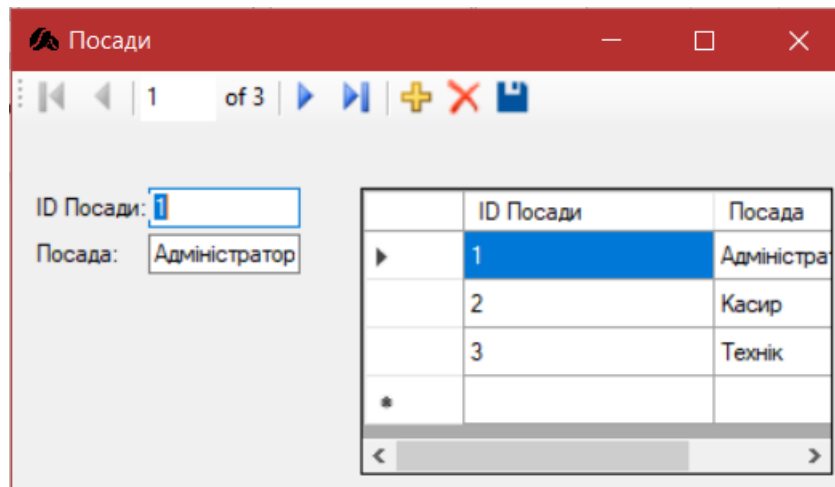 Посади
1 of 3
ID Посади: 1
Посада: Адміністратор
ID Посади Посада
1 Адміністрат
2 Касир
3 Технік